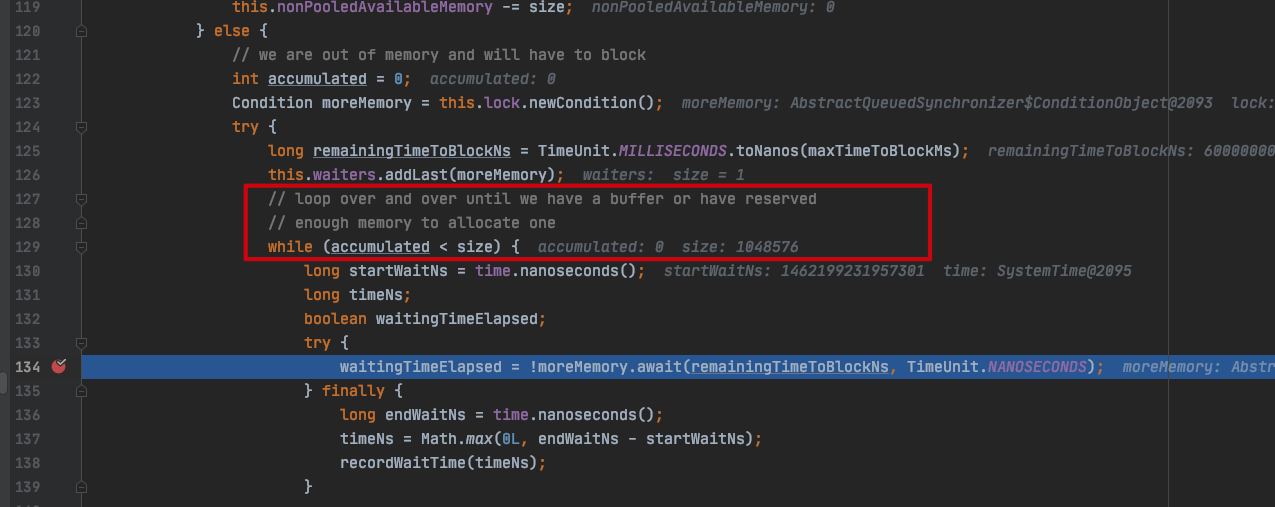 119 this.nonPooledAvailableMemory -= size; nonPooledAvailableMemory: 0
120 } else {
121 // we are out of memory and will have to block
122 int accumulated = 0; accumulated: 0
123 Condition moreMemory = this.lock.newCondition(); moreMemory: AbstractQueuedSynchronizer$ConditionObject@2093 lock:
124 try {
125 long remainingTimeToBlockNs = TimeUnit.MILLISECONDS.toNanos(maxTimeToBlockMs); remainingTimeToBlockNs: 60000000
126 this.waiters.addLast(moreMemory); waiters: size = 1
127 // loop over and over until we have a buffer or have reserved
128 // enough memory to allocate one
129 while (accumulated < size) { accumulated: 0 size: 1048576
130 long startWaitNs = time.nanoseconds(); startWaitNs: 1462199231957301 time: SystemTime@2095
131 long timeNs;
132 boolean waitingTimeElapsed;
133 try {
134 waitingTimeElapsed = !moreMemory.await(remainingTimeToBlockNs, TimeUnit.NANOSECONDS); moreMemory: Abst
135 } finally {
136 long endWaitNs = time.nanoseconds();
137 timeNs = Math.max(0L, endWaitNs - startWaitNs);
138 recordWaitTime(timeNs);
139 }